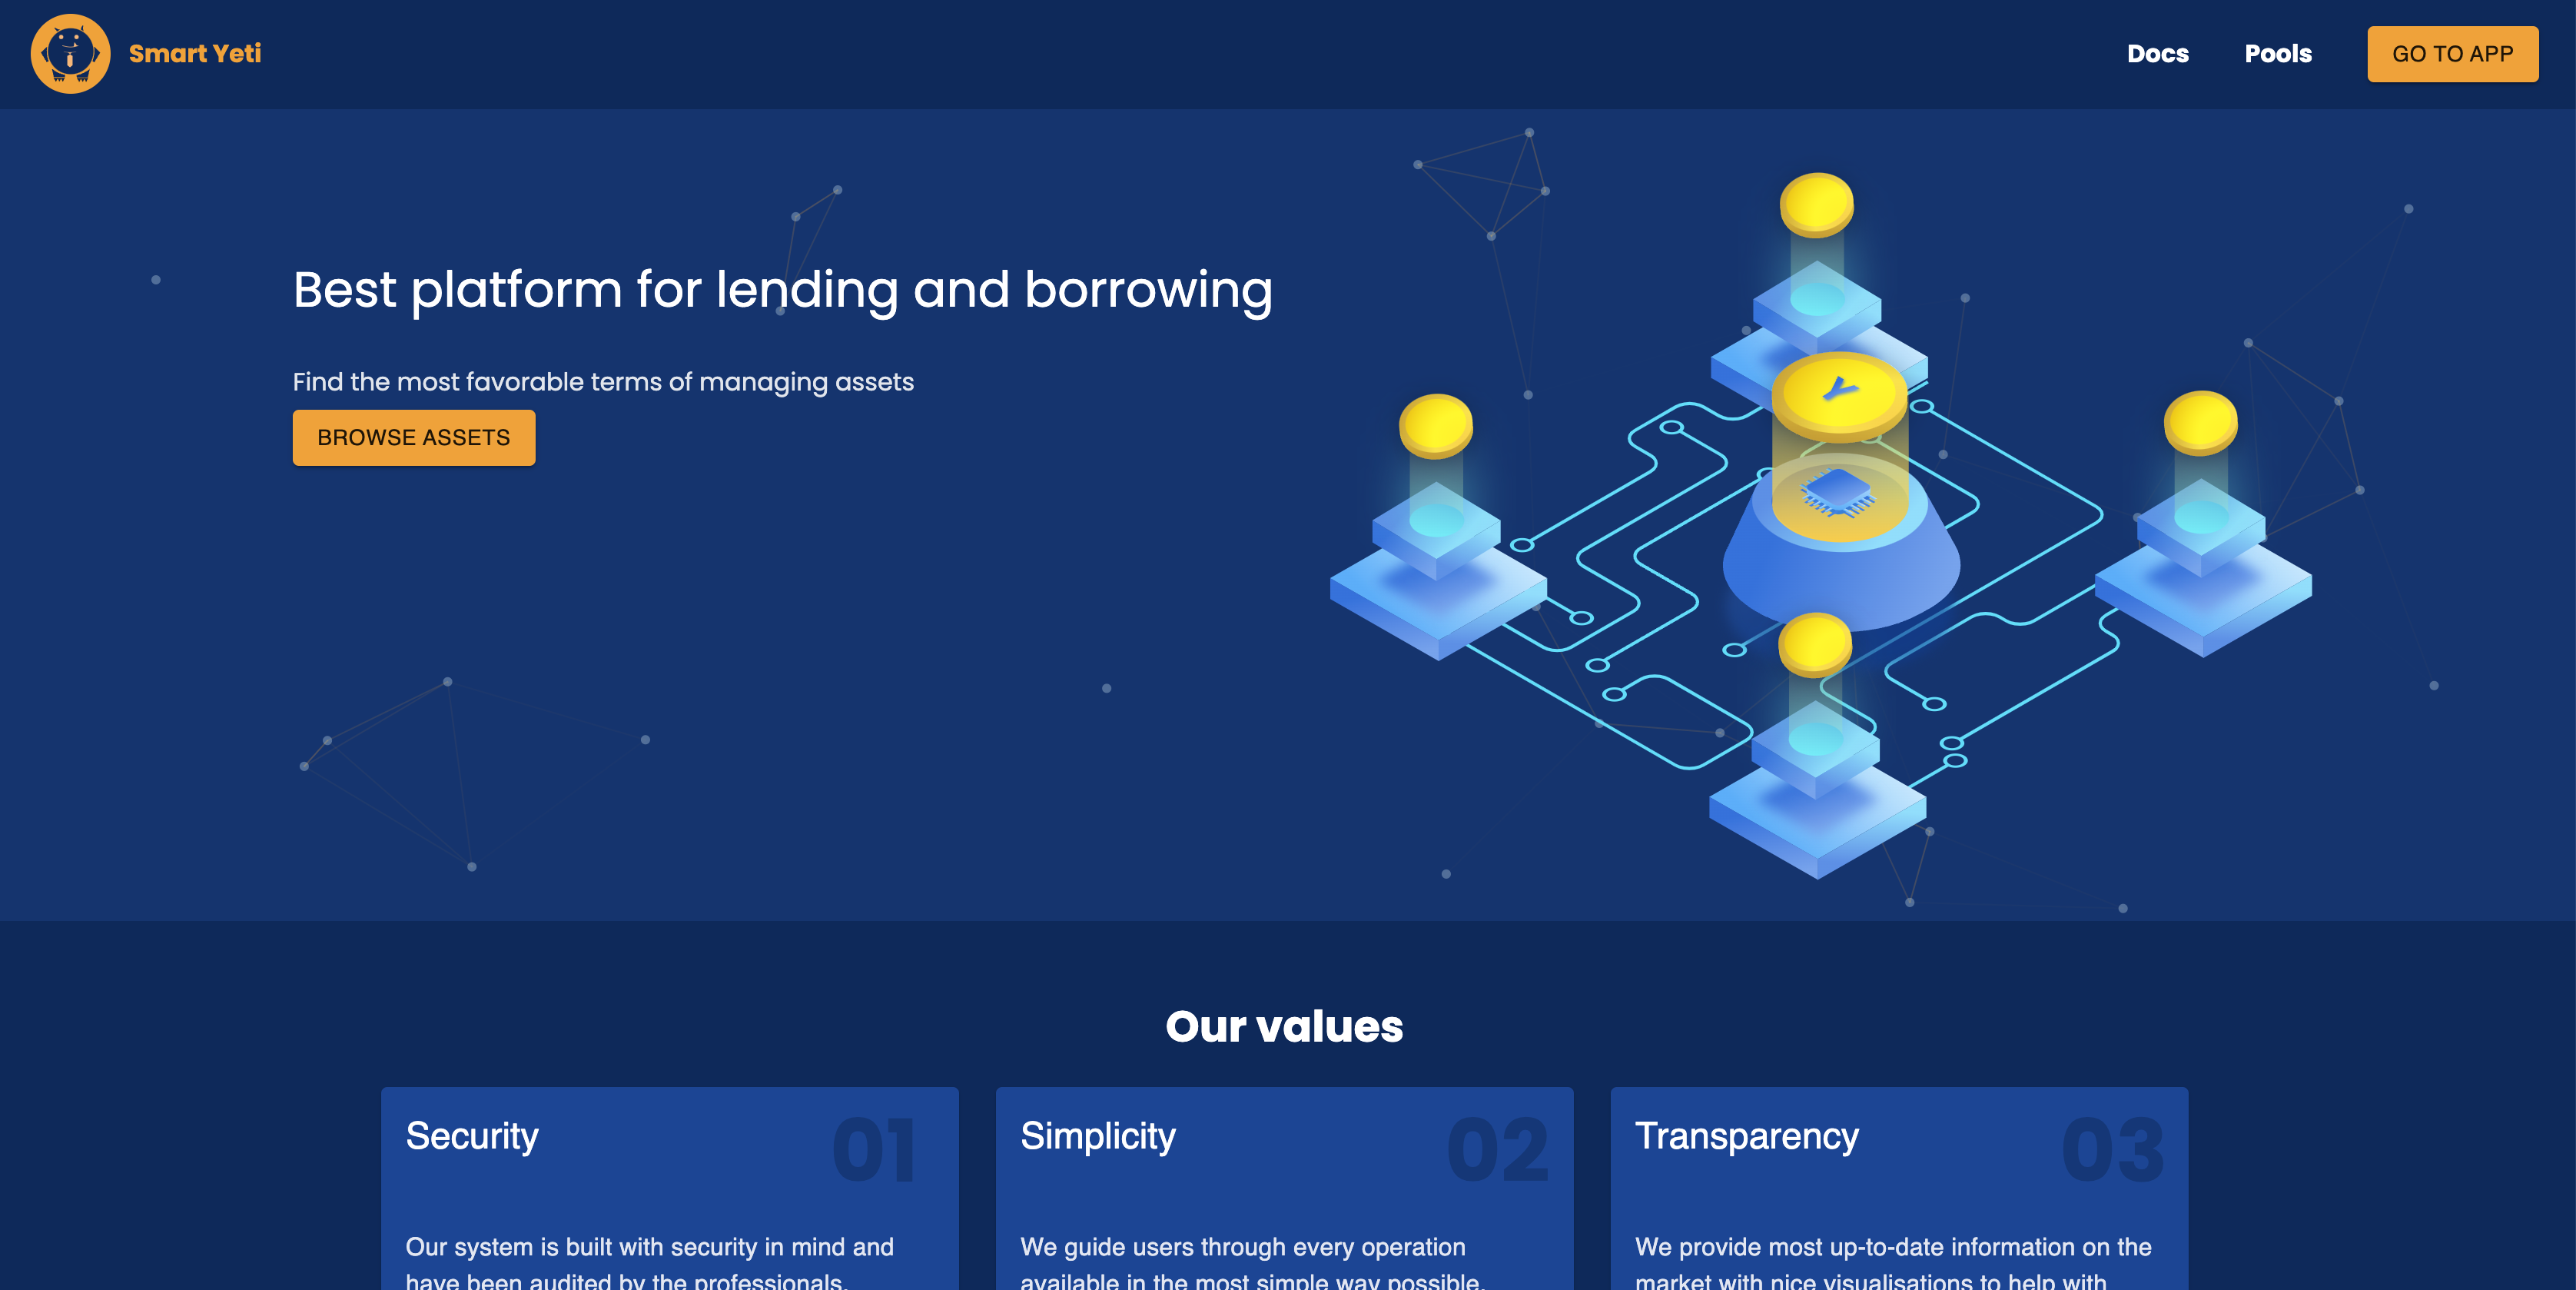 Smart Yeti
Docs
Pools
GO TO APP
Best platform for lending and borrowing
Find the most favorable terms of managing assets
BROWSE ASSETS
Y
Our values
Security
01
Our system is built with security in mind and
have been audited by the professionals.
Simplicity
02
We guide users through every operation
available in the most simple way possible.
Transparency
03
We provide most up-to-date information on the
market with nice visualisations to help with